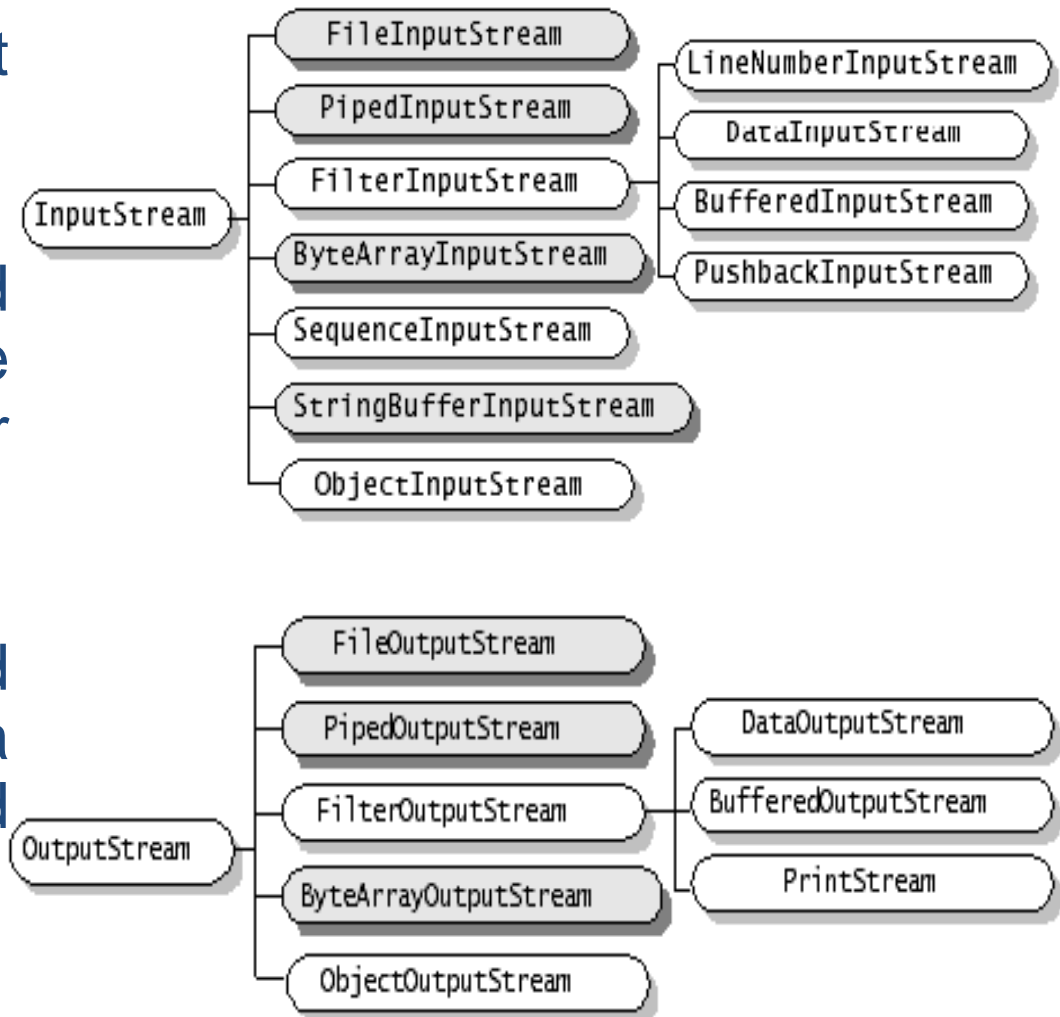 t
d
e
r
d
a
d
InputStream
FileInputStream
PipedInputStream
FilterInputStream
ByteArrayInputStream
SequenceInputStream
StringBufferInputStream
ObjectInputStream
LineNumberInputStream
DataInputStream
BufferedInputStream
PushbackInputStream
OutputStream
FileOutputStream
PipedOutputStream
FilterOutputStream
ByteArrayOutputStream
ObjectOutputStream
DataOutputStream
BufferedOutputStream
PrintStream